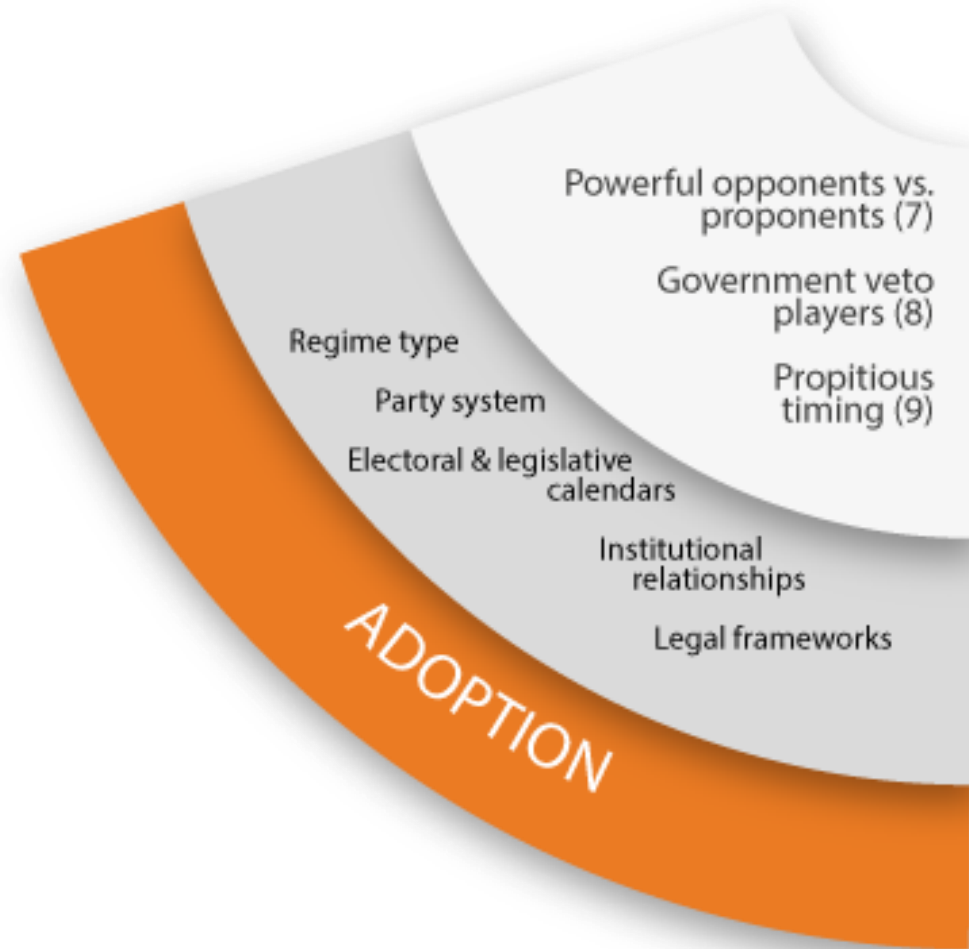 Powerful opponents vs.
proponents (7)
Government veto
players (8)
Propitious
timing (9)
Regime type
Party system
Electoral & legislative
calendars
Institutional
relationships
Legal frameworks
ADOPTION